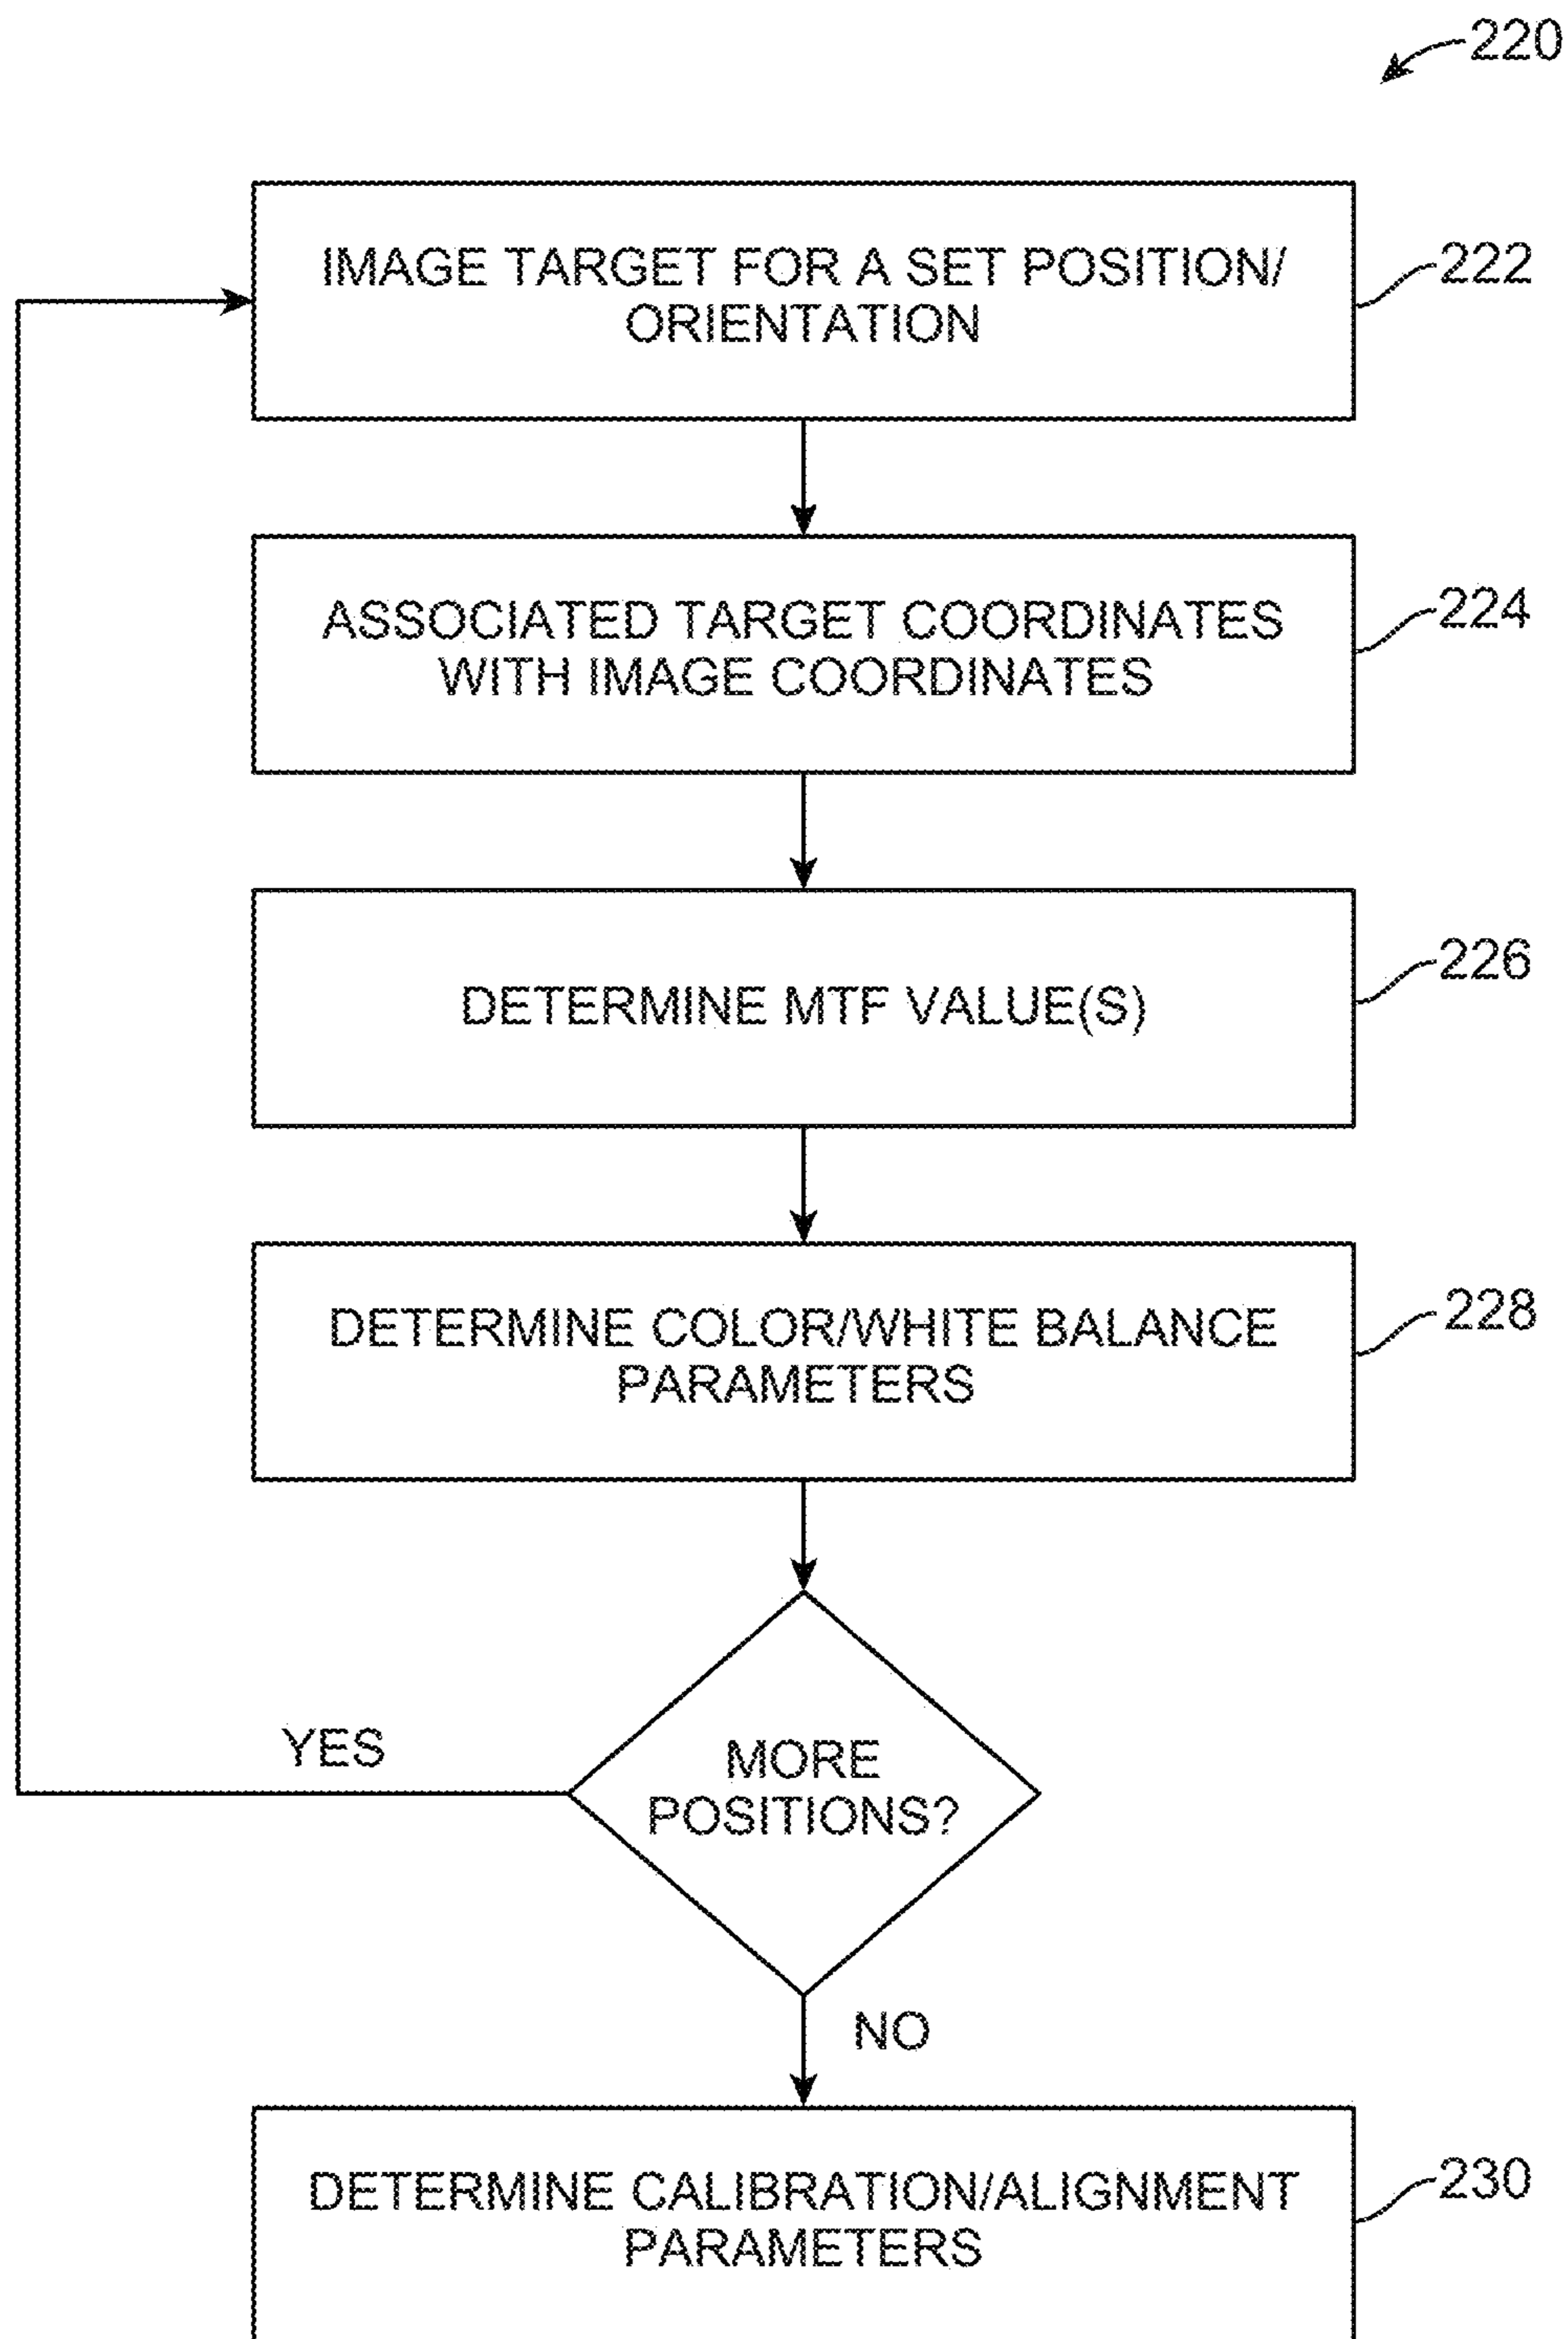 220
IMAGE TARGET FOR A SET POSITION/
ORIENTATION
222
ASSOCIATED TARGET COORDINATES
WITH IMAGE COORDINATES
224
DETERMINE MTF VALUE(S)
226
DETERMINE COLOR/WHITE BALANCE
PARAMETERS
228
YES
MORE
POSITIONS?
NO
DETERMINE CALIBRATION/ALIGNMENT
PARAMETERS
230